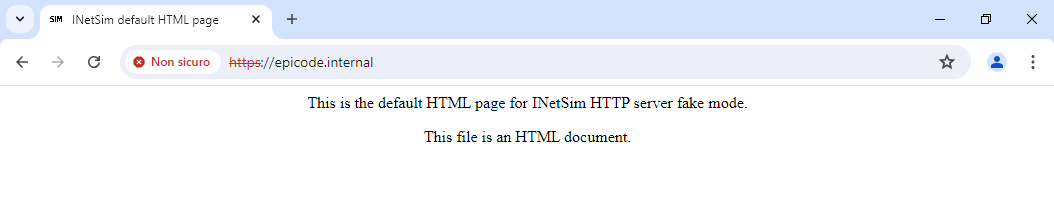 SIM INetSim default HTML page
Non sicuro https://epicode.internal
This is the default HTML page for INetSim HTTP server fake mode.
This file is an HTML document.